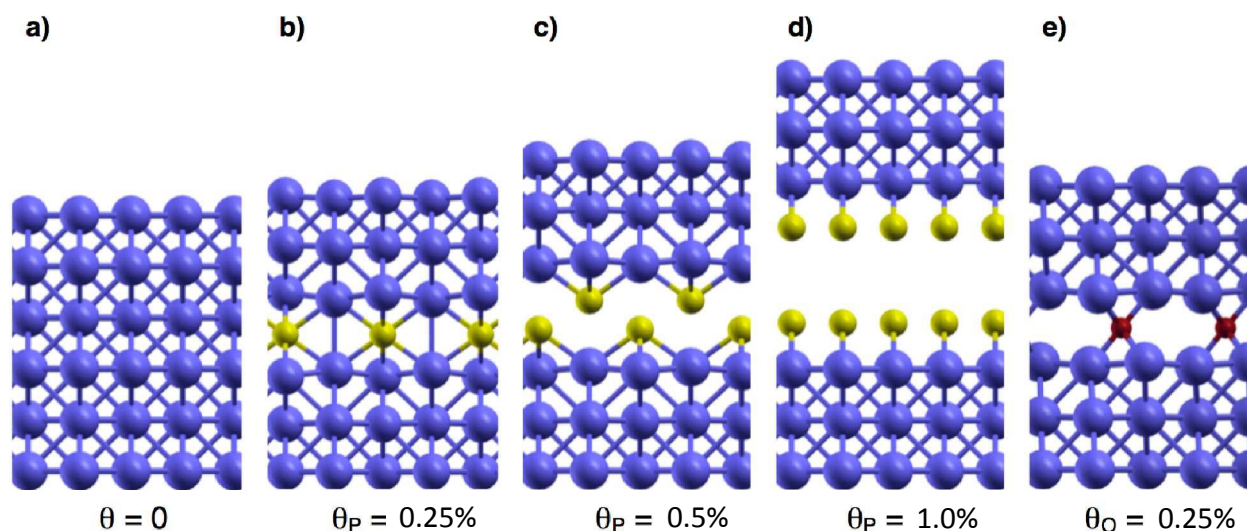 a) b) c) d) e)
θ = 0 θP = 0.25% θP = 0.5% θP = 1.0% θO = 0.25%